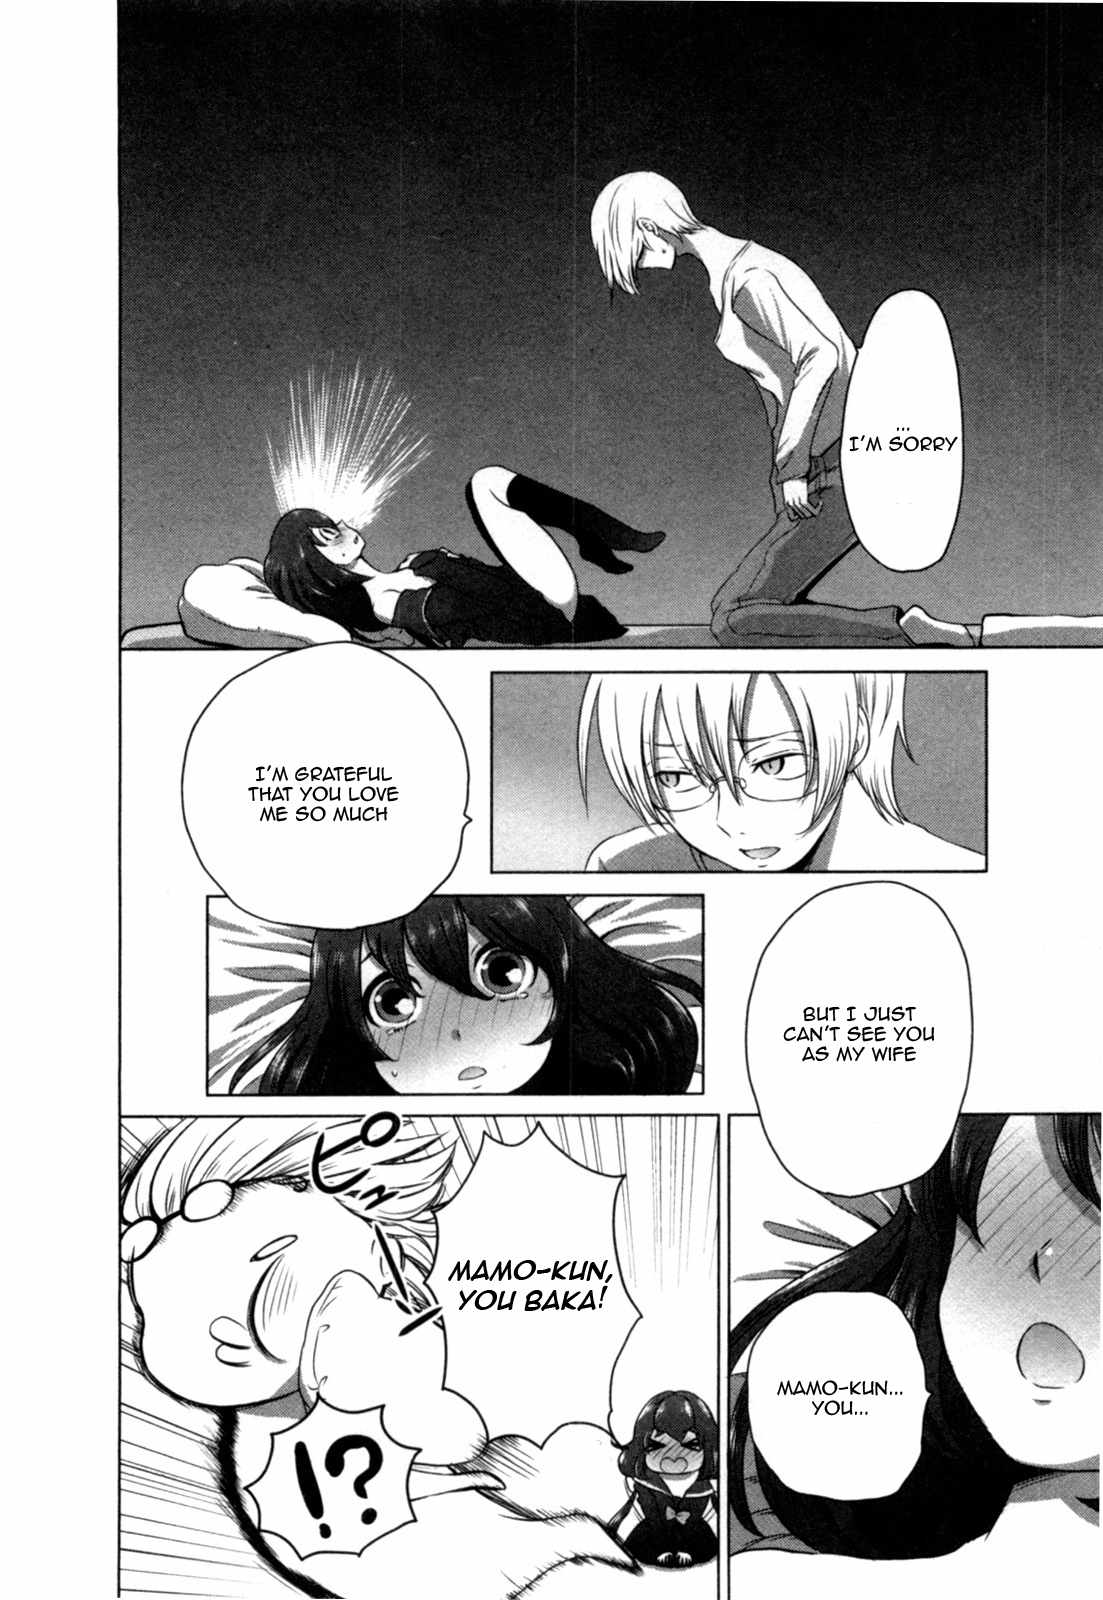 ...
I'M SORRY
I'M GRATEFUL
THAT YOU LOVE
ME SO MUCH
BUT I JUST
CAN'T SEE YOU
AS MY WIFE
MAMO-KUN...
YOU...
MAMO-KUN,
YOU BAKA!
!?